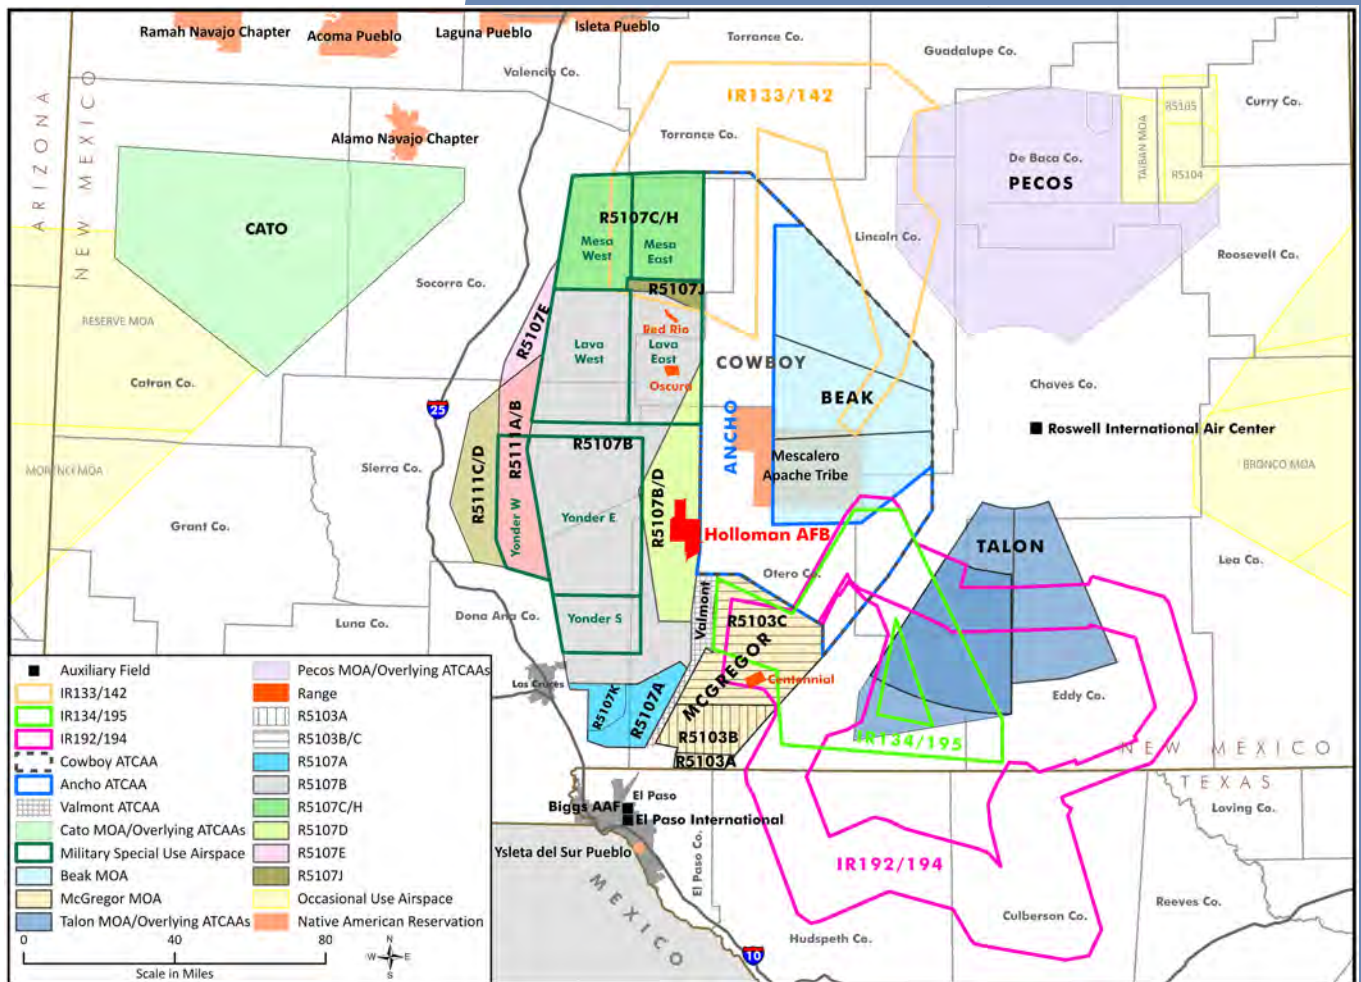 Ramah Navajo Chapter
Acoma Pueblo
Laguna Pueblo
Isleta Pueblo
Torrance Co.
Guadalupe Co.
Valencia Co.
IR133/142
Curry Co.
R5105
ARIZONA
NEW MEXICO
Alamo Navajo Chapter
Torrance Co.
De Baca Co.
PECOS
TAIBAN MOA
R5104
CATO
R5107C/H
Mesa
West
Mesa
East
Lincoln Co.
Roosevelt Co.
Socorro Co.
R5107J
R5107E
RESERVE MOA
Red Rio
Lava
West
Lava
East
COWBOY
Oscura
Catran Co.
BEAK
Chaves Co.
25
ANCHO
Roswell International Air Center
R5111A/B
R5107B
Mescalero
Apache Tribe
MORENCI MOA
Sierra Co.
R5111C/D
R5107B/D
BRONCO MOA
Grant Co.
Yonder W
Yonder E
Holloman AFB
TALON
Otero Co.
Lea Co.
Luna Co.
Dona Ana Co.
Yonder S
Valmont
R5103C
MCGREGOR
Las Cruces
R5107K
R5107A
Centennial
Eddy Co.
R5103B
R5103A
IR134/195
NEW MEXICO
TEXAS
El Paso
Biggs AAF
El Paso International
Loving Co.
Ysleta del Sur Pueblo
El Paso Co.
IR192/194
MEXICO
Culberson Co.
Reeves Co.
Hudspeth Co.
10
Auxiliary Field
IR133/142
IR134/195
IR192/194
Cowboy ATCAA
Ancho ATCAA
Valmont ATCAA
Cato MOA/Overlying ATCAAs
Military Special Use Airspace
Beak MOA
McGregor MOA
Talon MOA/Overlying ATCAAs
Pecos MOA/Overlying ATCAAs
Range
R5103A
R5103B/C
R5107A
R5107B
R5107C/H
R5107D
R5107E
R5107J
Occasional Use Airspace
Native American Reservation
0 40 80
Scale in Miles
N
W E
S